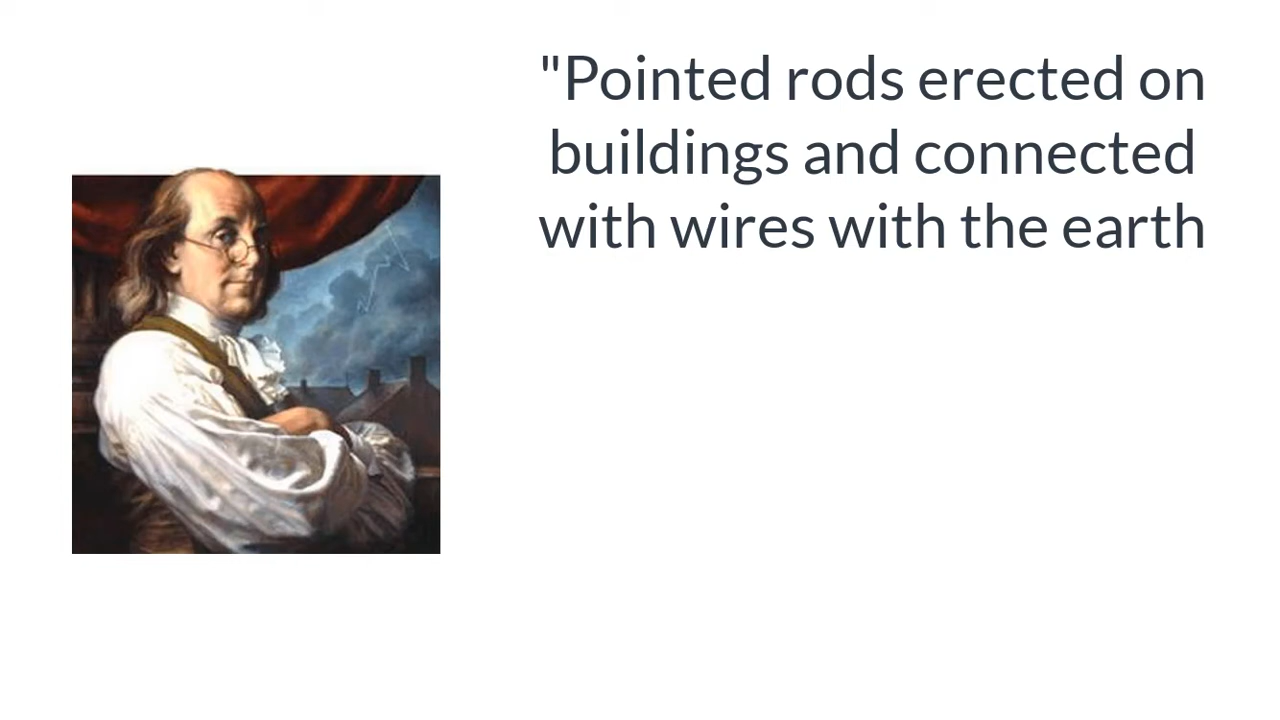 "Pointed rods erected on
buildings and connected
with wires with the earth